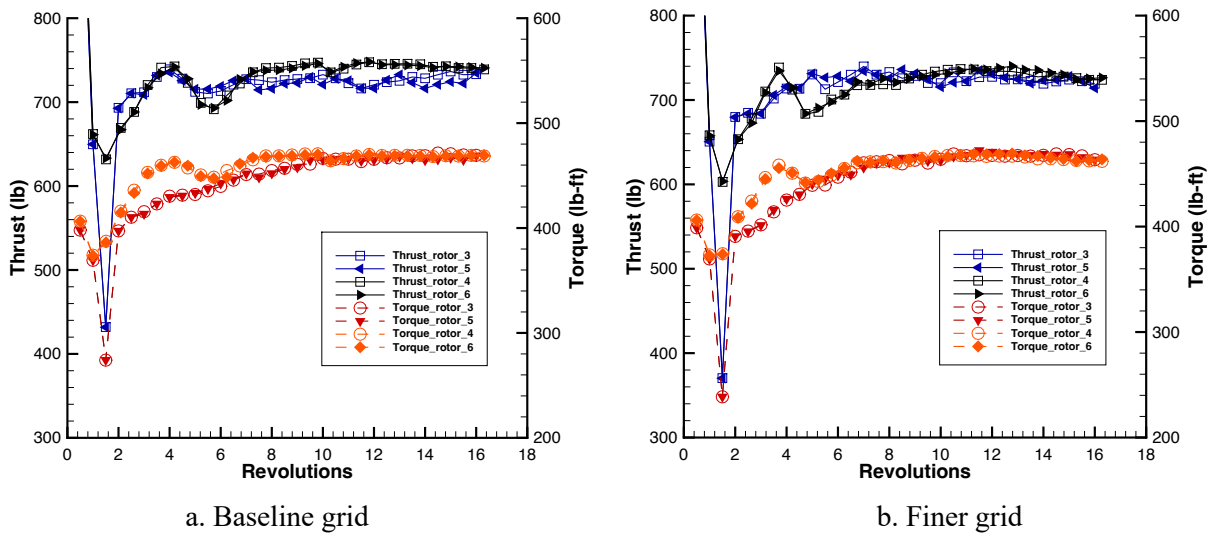 800
700
600
500
400
300
Thrust (lb)
600
500
400
300
200
Torque (lb-ft)
Thrust_rotor_3
Thrust_rotor_5
Thrust_rotor_4
Thrust_rotor_6
Torque_rotor_3
Torque_rotor_5
Torque_rotor_4
Torque_rotor_6
0 2 4 6 8 10 12 14 16 18
Revolutions
a. Baseline grid
800
700
600
500
400
300
Thrust (lb)
600
500
400
300
200
Torque (lb-ft)
Thrust_rotor_3
Thrust_rotor_5
Thrust_rotor_4
Thrust_rotor_6
Torque_rotor_3
Torque_rotor_5
Torque_rotor_4
Torque_rotor_6
0 2 4 6 8 10 12 14 16 18
Revolutions
b. Finer grid